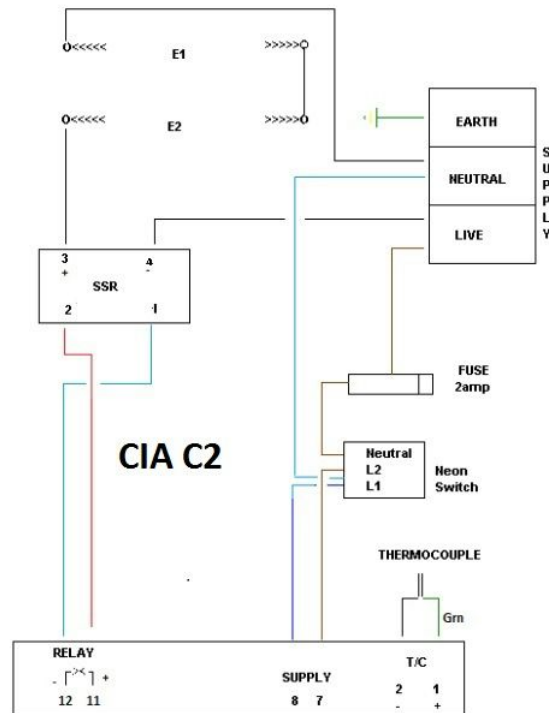 E1
o<<<<<
>>>>>o
E2
o<<<<<
>>>>>o
EARTH
NEUTRAL
LIVE
SUPPLY
3
4
+
-
SSR
2
-I
FUSE
2amp
CIA C2
Neutral
L2
L1
Neon
Switch
THERMOCOUPLE
Grn
RELAY
- +
12 11
SUPPLY
8 7
T/C
2 1
- +